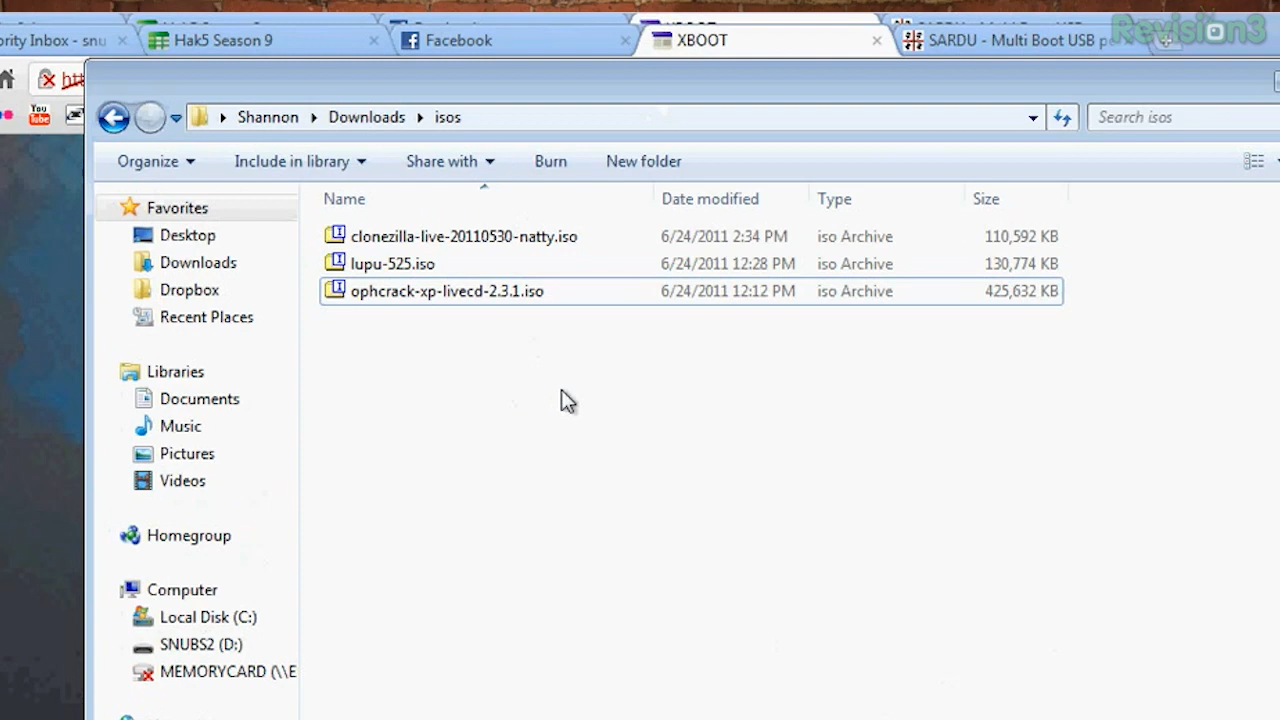 ority Inbox - snu
Hak5 Season 9
Facebook
XBOOT
SARDU - Multi Boot USB
Revision3
You
Tube
Shannon
Downloads
isos
Search isos
Organize
Include in library
Share with
Burn
New folder
Name
Date modified
Type
Size
clonezilla-live-20110530-natty.iso
6/24/2011 2:34 PM
iso Archive
110,592 KB
lupu-525.iso
6/24/2011 12:28 PM
iso Archive
130,774 KB
ophcrack-xp-livecd-2.3.1.iso
6/24/2011 12:12 PM
iso Archive
425,632 KB
Favorites
Desktop
Downloads
Dropbox
Recent Places
Libraries
Documents
Music
Pictures
Videos
Homegroup
Computer
Local Disk (C:)
SNUBS2 (D:)
MEMORYCARD (\\E